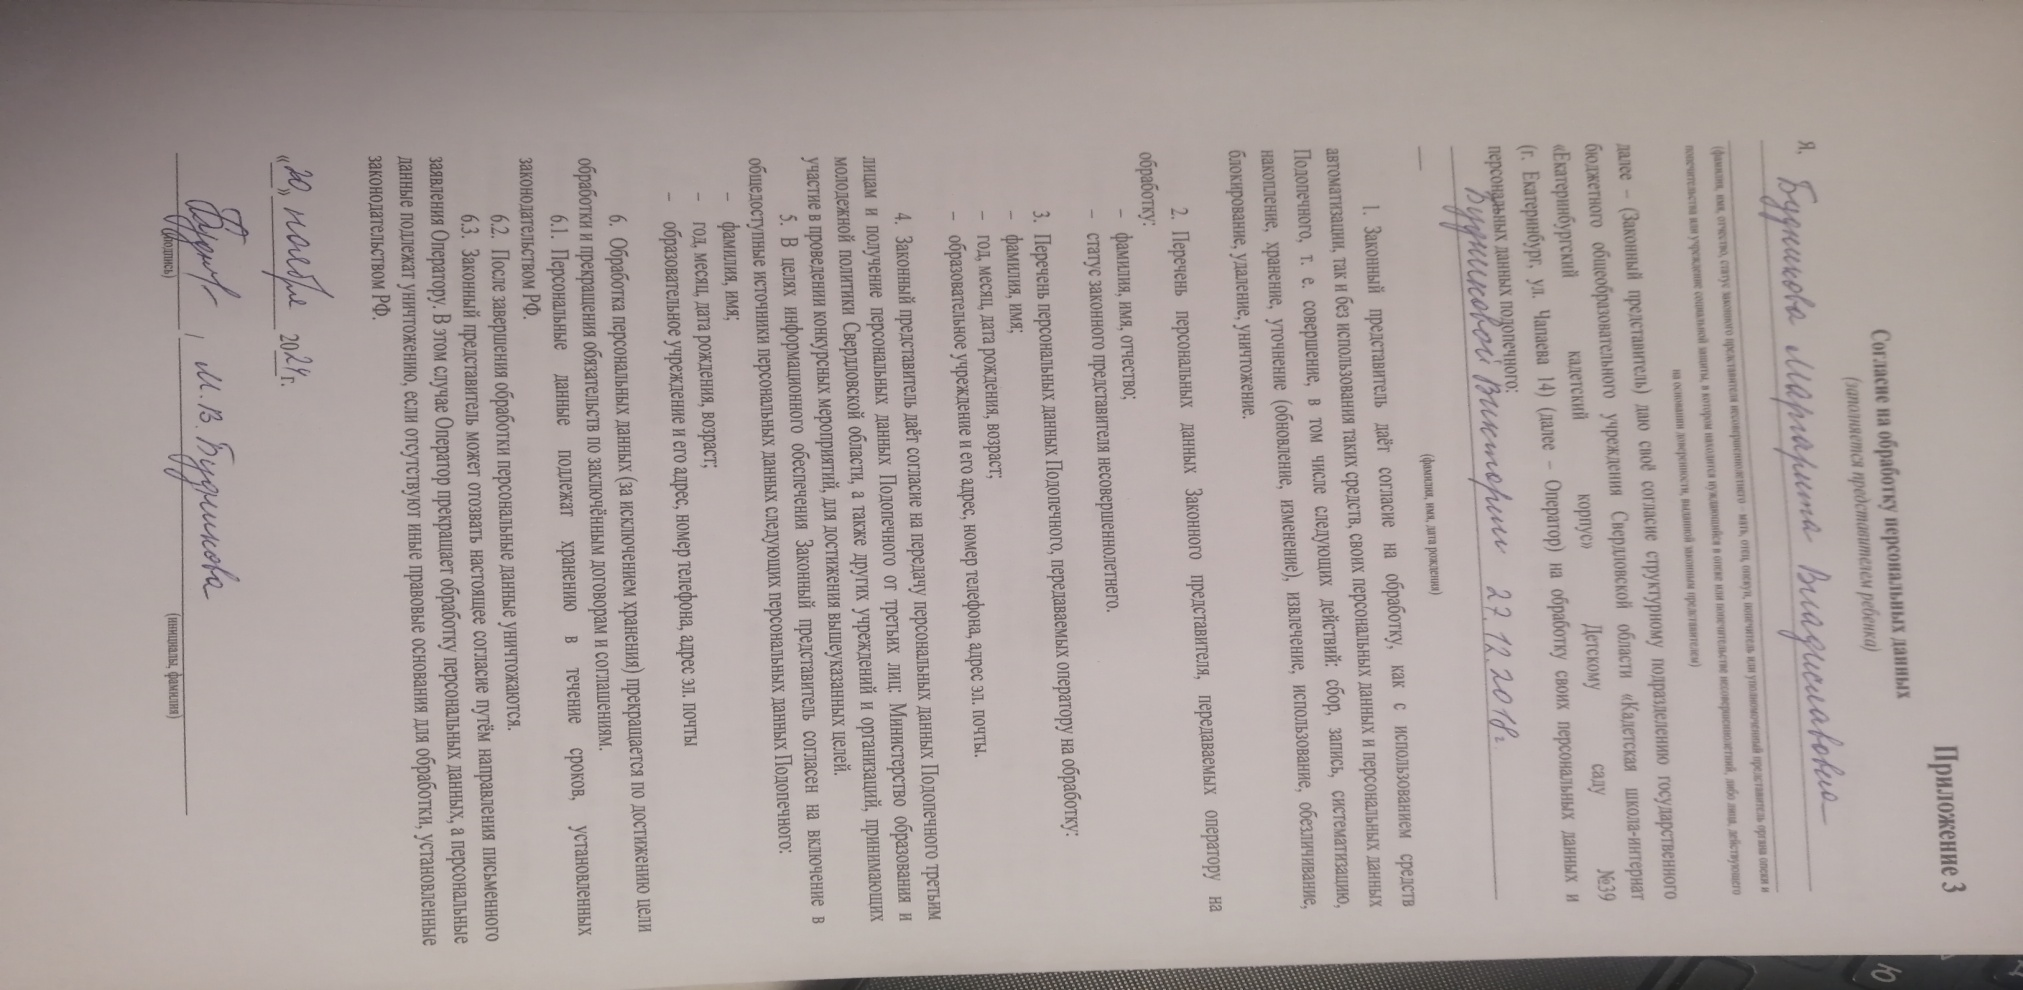 Приложение 3
Согласие на обработку персональных данных
(заполняется представителем ребенка)
Я, Будникова Маргарита Владиславовна
(фамилия, имя, отчество, статус законного представителя несовершеннолетнего – мать, отец, опекун, попечитель или уполномоченный представитель органа опеки и
попечительства или учреждение социальной защиты, в котором находится нуждающийся в опеке или попечительстве несовершеннолетний, либо лица, действующего
на основании доверенности, выданной законным представителем)
далее – (Законный представитель) даю своё согласие структурному подразделению государственного
бюджетного общеобразовательного учреждения Свердловской области «Кадетская школа-интернат
«Екатеринбургский кадетский корпус» Детскому саду №39
(г. Екатеринбург, ул. Чапаева 14) (далее – Оператор) на обработку своих персональных данных и
персональных данных подопечного:
Будниковой Виктории 27.12.2018г.
(фамилия, имя, дата рождения)
1. Законный представитель даёт согласие на обработку, как с использованием средств
автоматизации, так и без использования таких средств, своих персональных данных и персональных данных
Подопечного, т. е. совершение, в том числе следующих действий: сбор, запись, систематизацию,
накопление, хранение, уточнение (обновление, изменение), извлечение, использование, обезличивание,
блокирование, удаление, уничтожение.
2. Перечень персональных данных Законного представителя, передаваемых оператору на
обработку:
– фамилия, имя, отчество;
– статус законного представителя несовершеннолетнего.
3. Перечень персональных данных Подопечного, передаваемых оператору на обработку:
– фамилия, имя;
– год, месяц, дата рождения, возраст;
– образовательное учреждение и его адрес, номер телефона, адрес эл. почты.
4. Законный представитель даёт согласие на передачу персональных данных Подопечного третьим
лицам и получение персональных данных Подопечного от третьих лиц: Министерство образования и
молодежной политики Свердловской области, а также других учреждений и организаций, принимающих
участие в проведении конкурсных мероприятий, для достижения вышеуказанных целей.
5. В целях информационного обеспечения Законный представитель согласен на включение в
общедоступные источники персональных данных следующих персональных данных Подопечного:
– фамилия, имя;
– год, месяц, дата рождения, возраст;
– образовательное учреждение и его адрес, номер телефона, адрес эл. почты
6. Обработка персональных данных (за исключением хранения) прекращается по достижению цели
обработки и прекращения обязательств по заключённым договорам и соглашениям.
6.1. Персональные данные подлежат хранению в течение сроков, установленных
законодательством РФ.
6.2. После завершения обработки персональные данные уничтожаются.
6.3. Законный представитель может отозвать настоящее согласие путём направления письменного
заявления Оператору. В этом случае Оператор прекращает обработку персональных данных, а персональные
данные подлежат уничтожению, если отсутствуют иные правовые основания для обработки, установленные
законодательством РФ.
«20» ноября 2024 г.
/ М.В. Будникова
(подпись) (инициалы, фамилия)
Ю